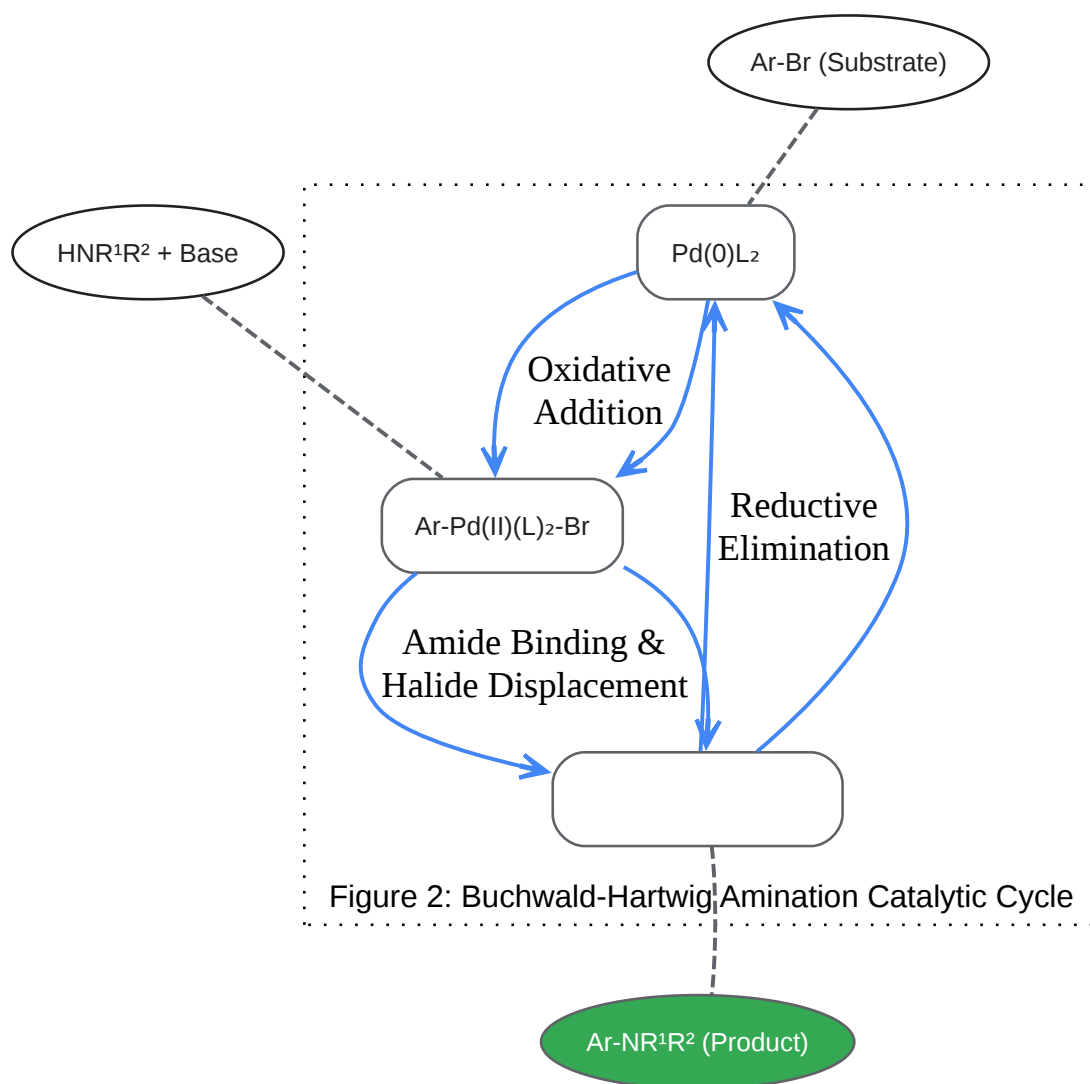 Ar-Br (Substrate)
HNR¹R² + Base
Pd(0)L₂
Oxidative
Addition
Ar-Pd(II)(L)₂-Br
Reductive
Elimination
Amide Binding &
Halide Displacement
Figure 2: Buchwald-Hartwig Amination Catalytic Cycle
Ar-NR¹R² (Product)